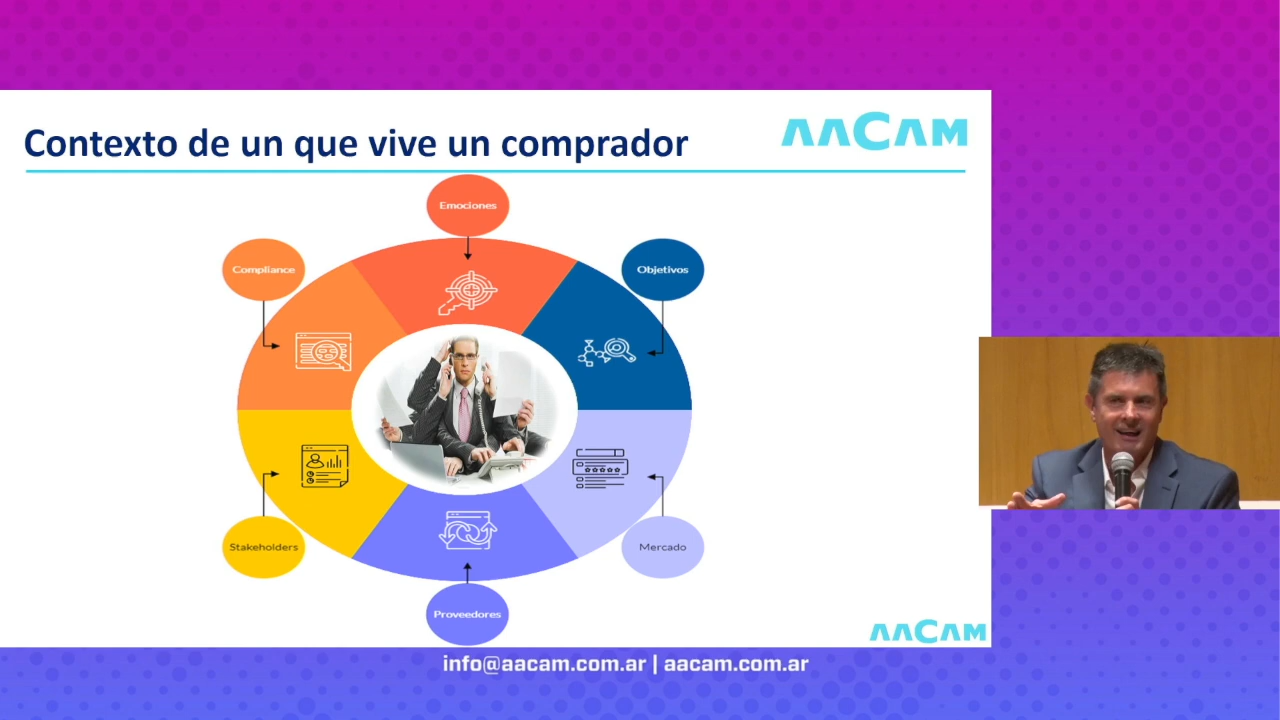 Contexto de un que vive un comprador
AACAM
Emociones
Compliance
Objetivos
Stakeholders
Mercado
Proveedores
AACAM
info@aacam.com.ar | aacam.com.ar